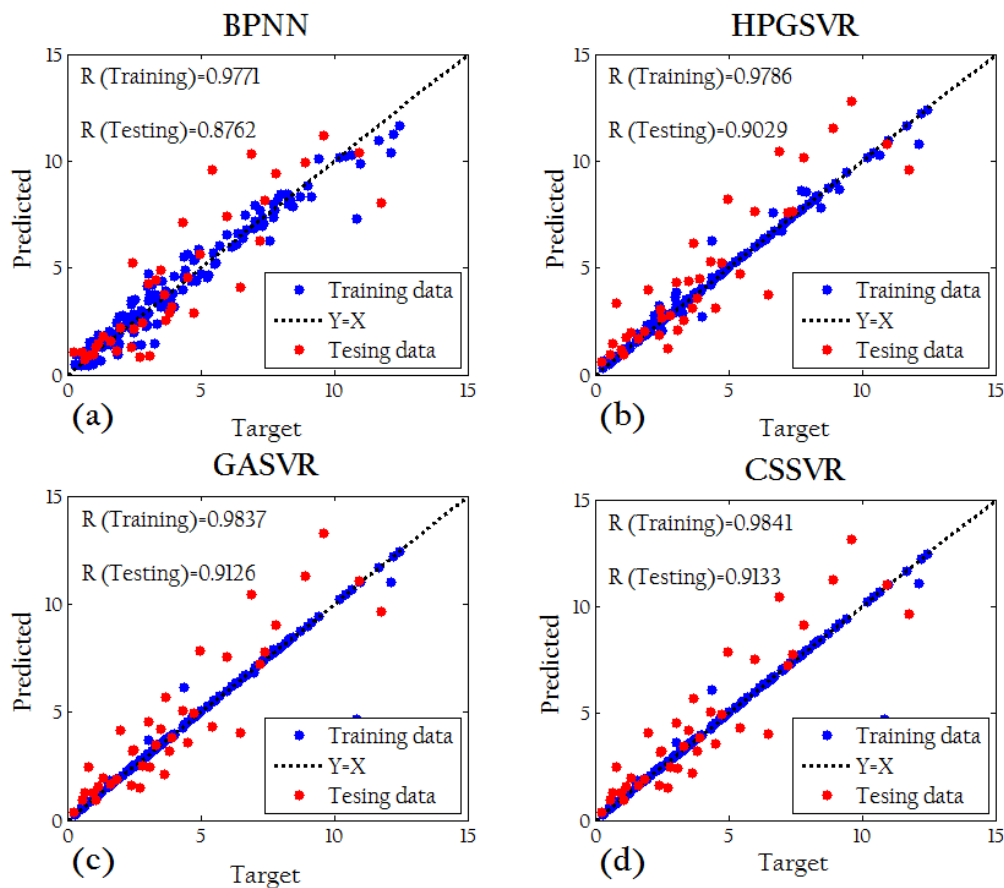 BPNN
15
R (Training)=0.9771
R (Testing)=0.8762
10
Predicted
5
Training data
Y=X
Tesing data
0
0
5
10
15
(a)
Target
HPGSVR
15
R (Training)=0.9786
R (Testing)=0.9029
10
Predicted
5
Training data
Y=X
Tesing data
0
0
5
10
15
(b)
Target
GASVR
15
R (Training)=0.9837
R (Testing)=0.9126
10
Predicted
5
Training data
Y=X
Tesing data
0
0
5
10
15
(c)
Target
CSSVR
15
R (Training)=0.9841
R (Testing)=0.9133
10
Predicted
5
Training data
Y=X
Tesing data
0
0
5
10
15
(d)
Target